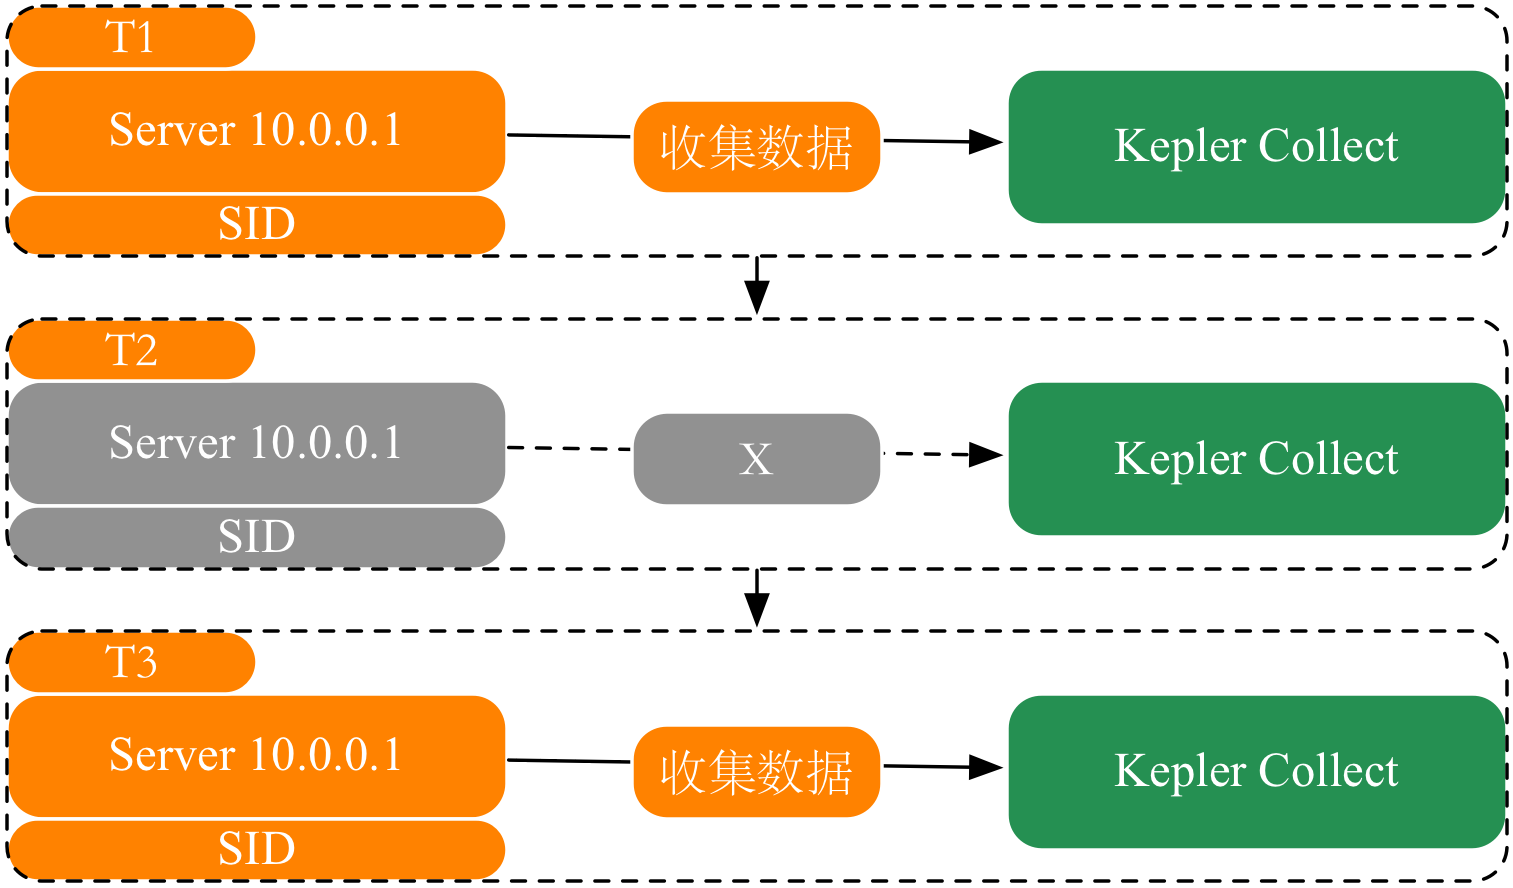 T1
Server 10.0.0.1
收集数据
Kepler Collect
SID
T2
Server 10.0.0.1
X
Kepler Collect
SID
T3
Server 10.0.0.1
收集数据
Kepler Collect
SID